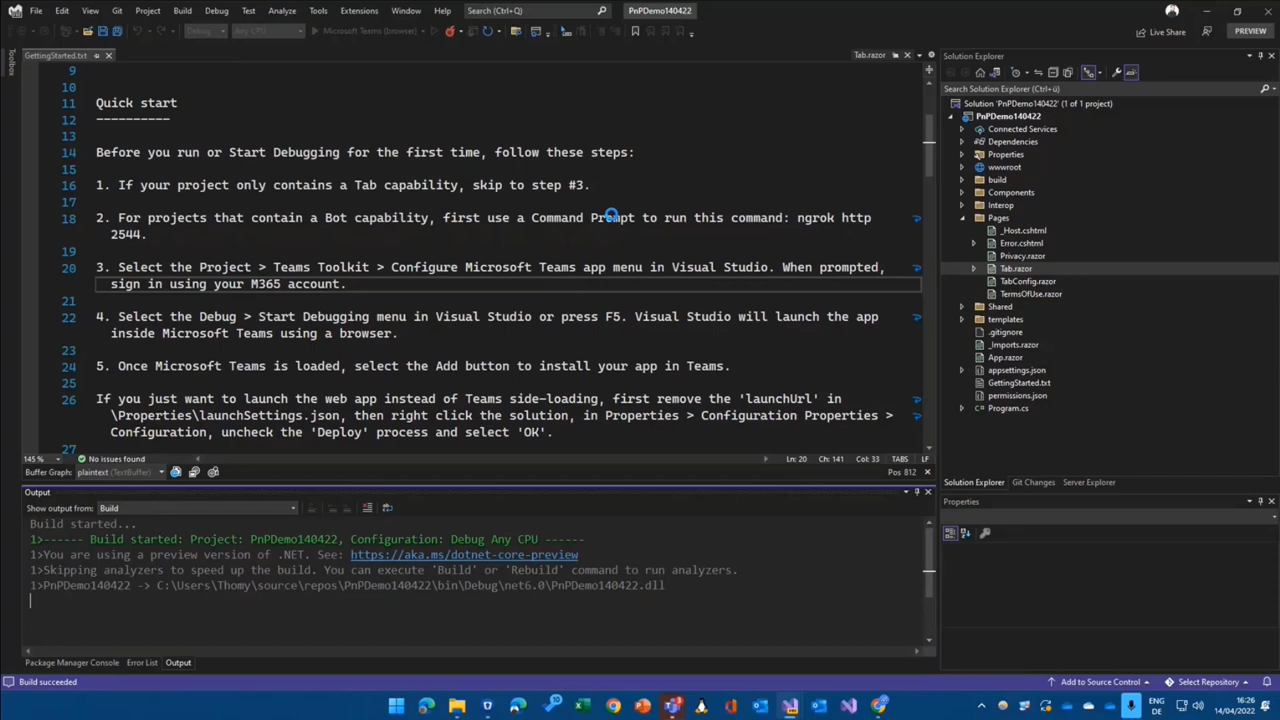 File Edit View Git Project Build Debug Test Analyze Tools Extensions Window Help Search (Ctrl+Q) PnPDemo140422
Debug Any CPU Microsoft Teams (browser) Live Share PREVIEW
GettingStarted.txt Tab.razor
Toolbox
9
10
11 Quick start
12 ----------
13
14 Before you run or Start Debugging for the first time, follow these steps:
15
16 1. If your project only contains a Tab capability, skip to step #3.
17
18 2. For projects that contain a Bot capability, first use a Command Prompt to run this command: ngrok http
2544.
19
20 3. Select the Project > Teams Toolkit > Configure Microsoft Teams app menu in Visual Studio. When prompted,
sign in using your M365 account.
21
22 4. Select the Debug > Start Debugging menu in Visual Studio or press F5. Visual Studio will launch the app
inside Microsoft Teams using a browser.
23
24 5. Once Microsoft Teams is loaded, select the Add button to install your app in Teams.
25
26 If you just want to launch the web app instead of Teams side-loading, first remove the 'launchUrl' in
\Properties\launchSettings.json, then right click the solution, in Properties > Configuration Properties >
Configuration, uncheck the 'Deploy' process and select 'OK'.
27
145 % No issues found Ln: 20 Ch: 141 Col: 33 TABS LF
Buffer Graph: plaintext (TextBuffer) Pos 812
Output
Show output from: Build
Build started...
1>------ Build started: Project: PnPDemo140422, Configuration: Debug Any CPU ------
1>You are using a preview version of .NET. See: https://aka.ms/dotnet-core-preview
1>Skipping analyzers to speed up the build. You can execute 'Build' or 'Rebuild' command to run analyzers.
1>PnPDemo140422 -> C:\Users\Thomy\source\repos\PnPDemo140422\bin\Debug\net6.0\PnPDemo140422.dll
Package Manager Console Error List Output
Solution Explorer
Search Solution Explorer (Ctrl+ü)
Solution 'PnPDemo140422' (1 of 1 project)
PnPDemo140422
Connected Services
Dependencies
Properties
wwwroot
build
Components
Interop
Pages
_Host.cshtml
Error.cshtml
Privacy.razor
Tab.razor
TabConfig.razor
TermsOfUse.razor
Shared
templates
.gitignore
_Imports.razor
App.razor
appsettings.json
GettingStarted.txt
permissions.json
Program.cs
Solution Explorer Git Changes Server Explorer
Properties
Build succeeded Add to Source Control Select Repository
ENG
DE
16:26
14/04/2022